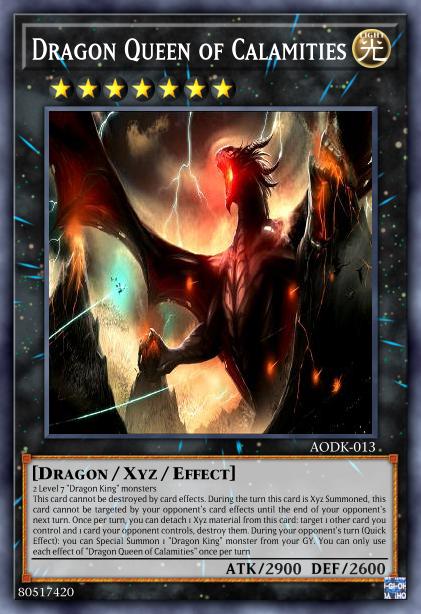 DRAGON QUEEN OF CALAMITIES
LIGHT
光
AODK-013
[DRAGON / XYZ / EFFECT]
2 Level 7 "Dragon King" monsters
This card cannot be destroyed by card effects. During the turn this card is Xyz Summoned, this
card cannot be targeted by your opponent's card effects until the end of your opponent's
next turn. Once per turn, you can detach 1 Xyz material from this card: target 1 other card you
control and 1 card your opponent controls, destroy them. During your opponent's turn (Quick
Effect): you can Special Summon 1 "Dragon King" monster from your GY. You can only use
each effect of "Dragon Queen of Calamities" once per turn
ATK/2900 DEF/2600
80517420